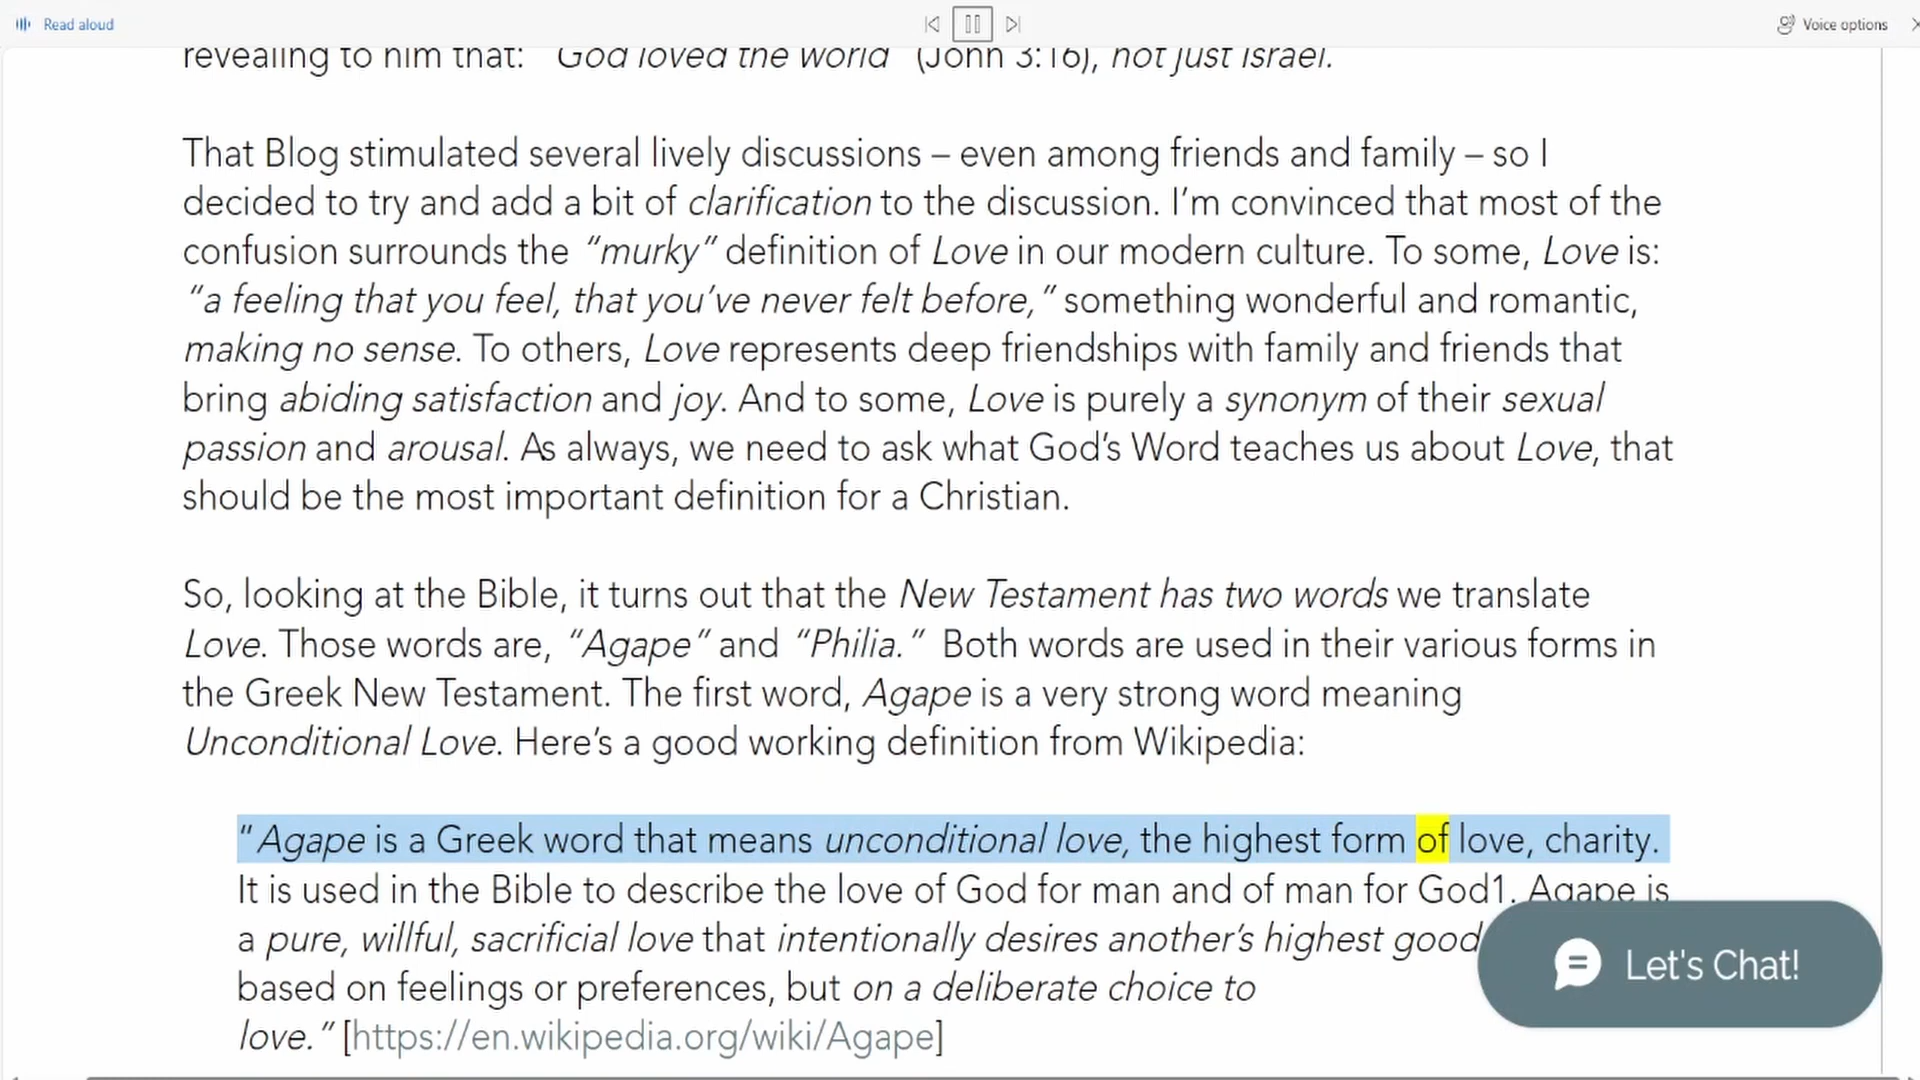 Read aloud
Voice options
revealing to him that: "God loved the world" (John 3:16), not just Israel.
That Blog stimulated several lively discussions – even among friends and family – so I
decided to try and add a bit of clarification to the discussion. I'm convinced that most of the
confusion surrounds the "murky" definition of Love in our modern culture. To some, Love is:
"a feeling that you feel, that you've never felt before," something wonderful and romantic,
making no sense. To others, Love represents deep friendships with family and friends that
bring abiding satisfaction and joy. And to some, Love is purely a synonym of their sexual
passion and arousal. As always, we need to ask what God's Word teaches us about Love, that
should be the most important definition for a Christian.
So, looking at the Bible, it turns out that the New Testament has two words we translate
Love. Those words are, "Agape" and "Philia." Both words are used in their various forms in
the Greek New Testament. The first word, Agape is a very strong word meaning
Unconditional Love. Here's a good working definition from Wikipedia:
"Agape is a Greek word that means unconditional love, the highest form of love, charity.
It is used in the Bible to describe the love of God for man and of man for God1. Agape is
a pure, willful, sacrificial love that intentionally desires another's highest good
based on feelings or preferences, but on a deliberate choice to
love." [https://en.wikipedia.org/wiki/Agape]
Let's Chat!